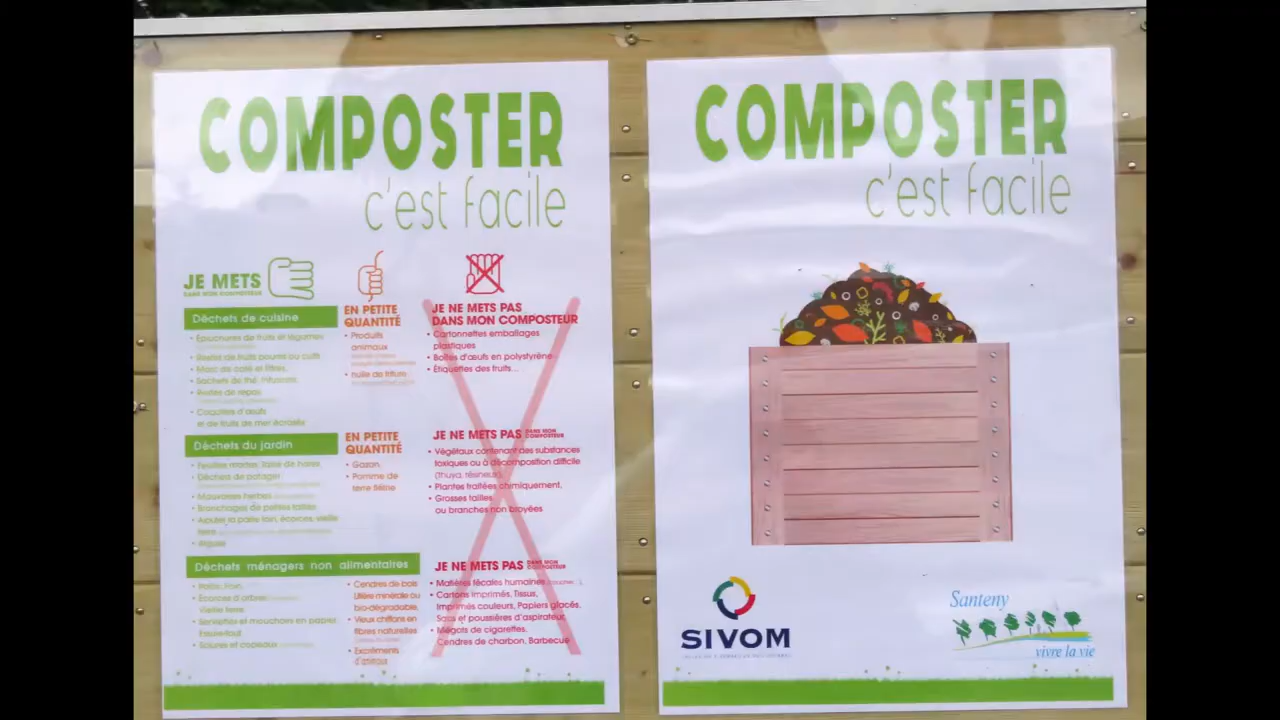 COMPOSTER
c'est facile
JE METS
DANS MON COMPOSTEUR
Déchets de cuisine
• Épluchures de fruits et légumes
• Restes de fruits pourris ou cuits
• Marc de café et filtres,
• Sachets de thé, infusions,
• Restes de repas
• Coquilles d'œufs
et de fruits de mer écrasés
EN PETITE
QUANTITÉ
• Produits
animaux
• huile de friture
JE NE METS PAS
DANS MON COMPOSTEUR
• Cartonnettes emballages
plastiques
• Boîtes d'œufs en polystyrène
• Étiquettes des fruits...
Déchets du jardin
• Feuilles mortes, taille de haies,
• Déchets de potager
• Mauvaises herbes
• Branchages de petites tailles
• Ajouter la paille foin, écorces, vieille
terre
• Algues
EN PETITE
QUANTITÉ
• Gazon,
• Pomme de
terre
JE NE METS PAS DANS MON
COMPOSTEUR
• Végétaux contenant des substances
toxiques ou à décomposition difficile
(thuya, résineux),
• Plantes traitées chimiquement,
• Grosses tailles
ou branches non broyées
Déchets ménagers non alimentaires
• Paille, Foin,
• Écorces d'arbres
Vieille terre
• Serviettes et mouchoirs en papier
Essuie-tout
• Sciures et copeaux
• Cendres de bois
Litière minérale ou
bio-dégradable,
• Vieux chiffons en
fibres naturelles
• Excréments
d'animaux
JE NE METS PAS DANS MON
COMPOSTEUR
• Matières fécales humaines
• Cartons imprimés, Tissus,
Imprimés couleurs, Papiers glacés,
Sacs et poussières d'aspirateur
• Mégots de cigarettes,
Cendres de charbon, Barbecue
COMPOSTER
c'est facile
SIVOM
Santeny
vivre la vie